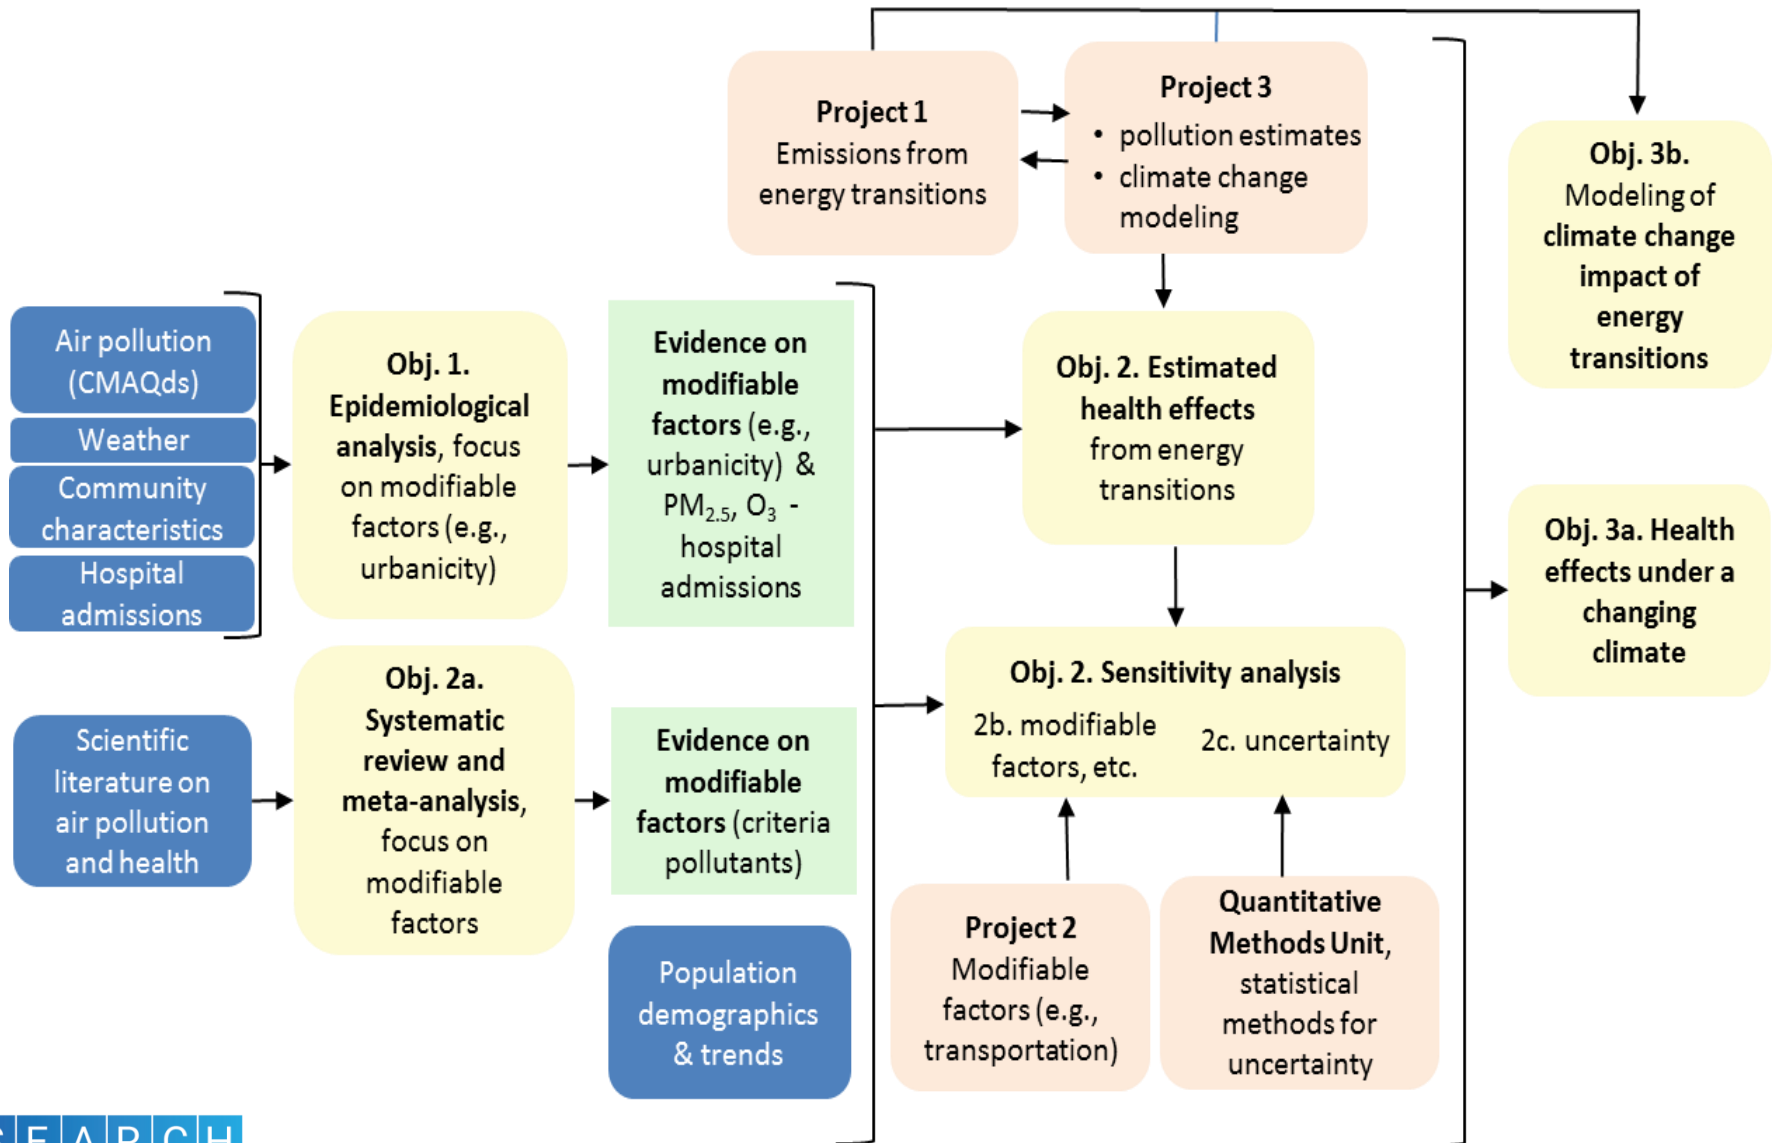 Project 1
Emissions from
energy transitions
Project 3
• pollution estimates
• climate change
modeling
Obj. 3b.
Modeling of
climate change
impact of
energy
transitions
Air pollution
(CMAQds)
Weather
Community
characteristics
Hospital
admissions
Obj. 1.
Epidemiological
analysis, focus
on modifiable
factors (e.g.,
urbanicity)
Evidence on
modifiable
factors (e.g.,
urbanicity) &
PM2.5, O3 -
hospital
admissions
Obj. 2. Estimated
health effects
from energy
transitions
Obj. 3a. Health
effects under a
changing
climate
Scientific
literature on
air pollution
and health
Obj. 2a.
Systematic
review and
meta-analysis,
focus on
modifiable
factors
Evidence on
modifiable
factors (criteria
pollutants)
Population
demographics
& trends
Obj. 2. Sensitivity analysis
2b. modifiable
factors, etc.
2c. uncertainty
Project 2
Modifiable
factors (e.g.,
transportation)
Quantitative
Methods Unit,
statistical
methods for
uncertainty
EARCH